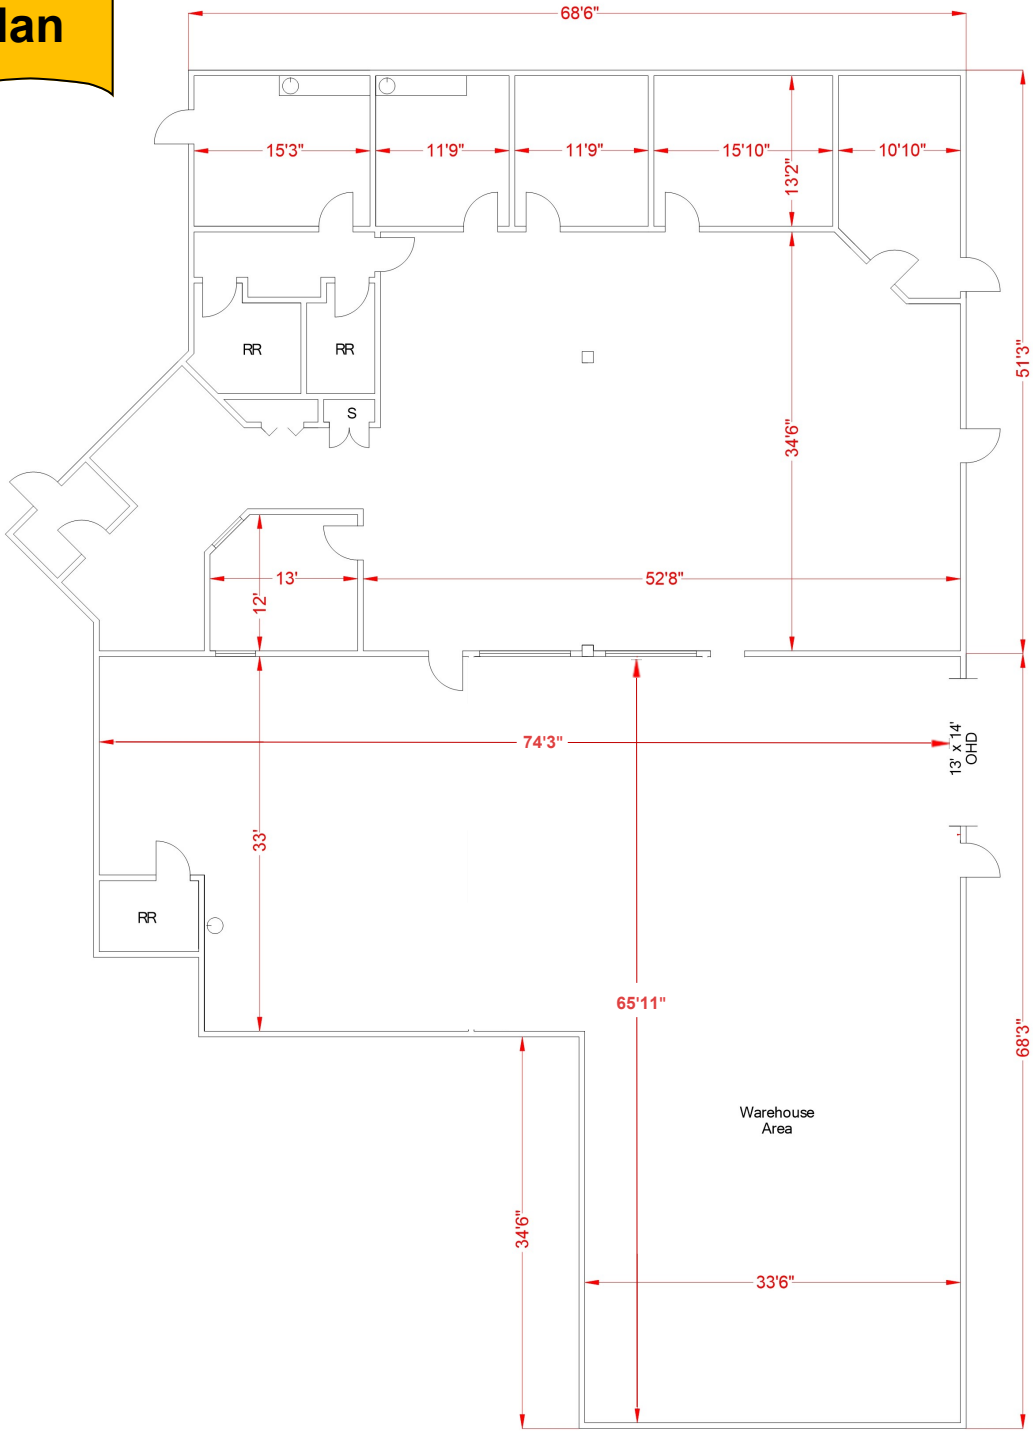 lan
68'6"
15'3"
11'9"
11'9"
15'10"
13'2"
10'10"
51'3"
RR
RR
S
34'6"
13'
12'
52'8"
74'3"
13' x 14'
OHD
33'
RR
65'11"
68'3"
Warehouse
Area
34'6"
33'6"